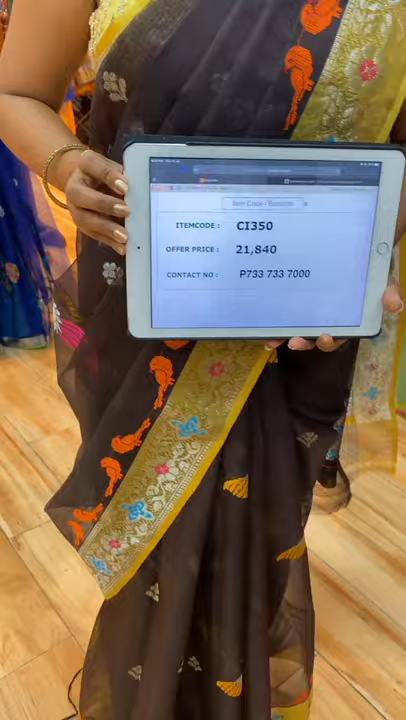 ITEMCODE : CI350
OFFER PRICE : 21,840
CONTACT NO : P733 733 7000